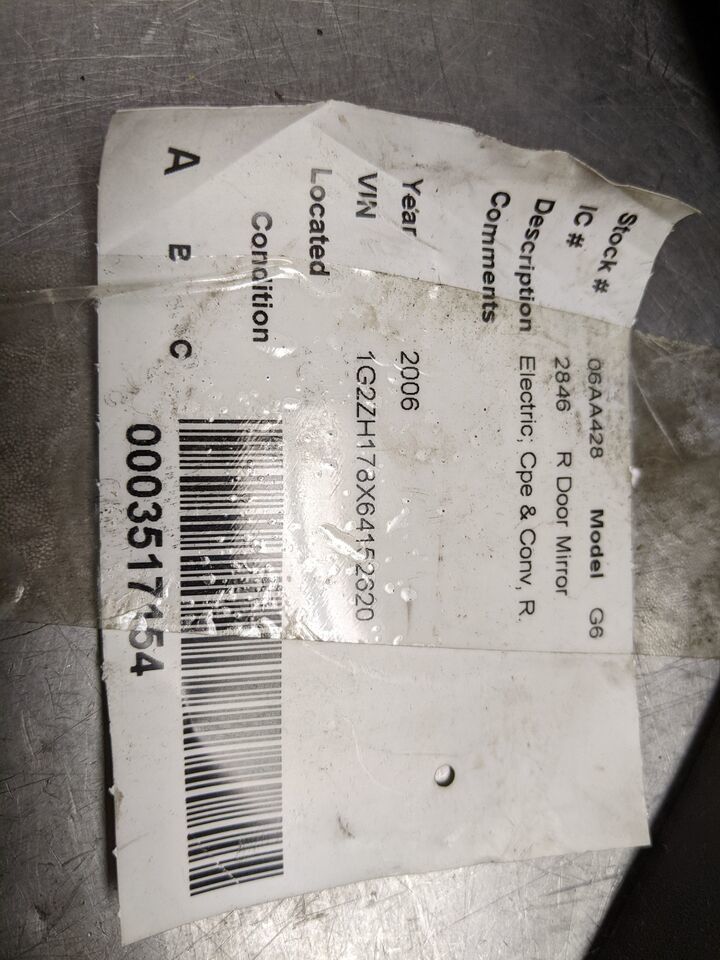 Stock # 06AA428 Model G6
IC # 2846 R Door Mirror
Description Electric; Cpe & Conv, R.
Comments
Year 2006
VIN 1G2ZH178X64152320
Located
Condition
A B C
0003517154